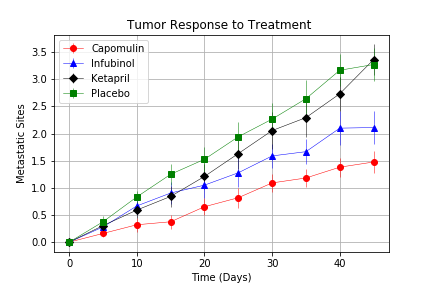 Tumor Response to Treatment
Capomulin
Infubinol
Ketapril
Placebo
Metastatic Sites
3.5
3.0
2.5
2.0
1.5
1.0
0.5
0.0
0 10 20 30 40
Time (Days)